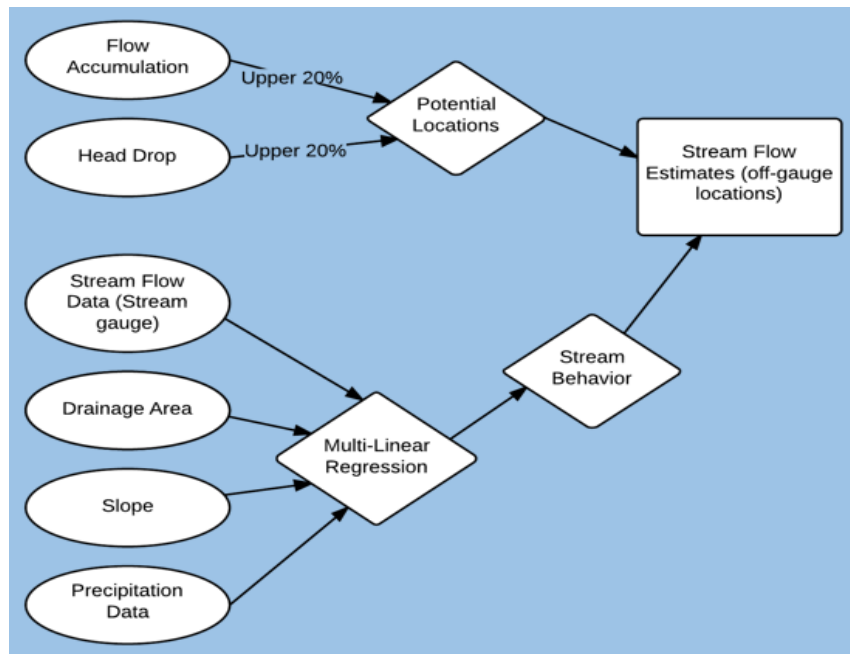 Flow
Accumulation
Upper 20%
Head Drop
Upper 20%
Potential
Locations
Stream Flow
Estimates (off-gauge
locations)
Stream Flow
Data (Stream
gauge)
Drainage Area
Slope
Precipitation
Data
Multi-Linear
Regression
Stream
Behavior